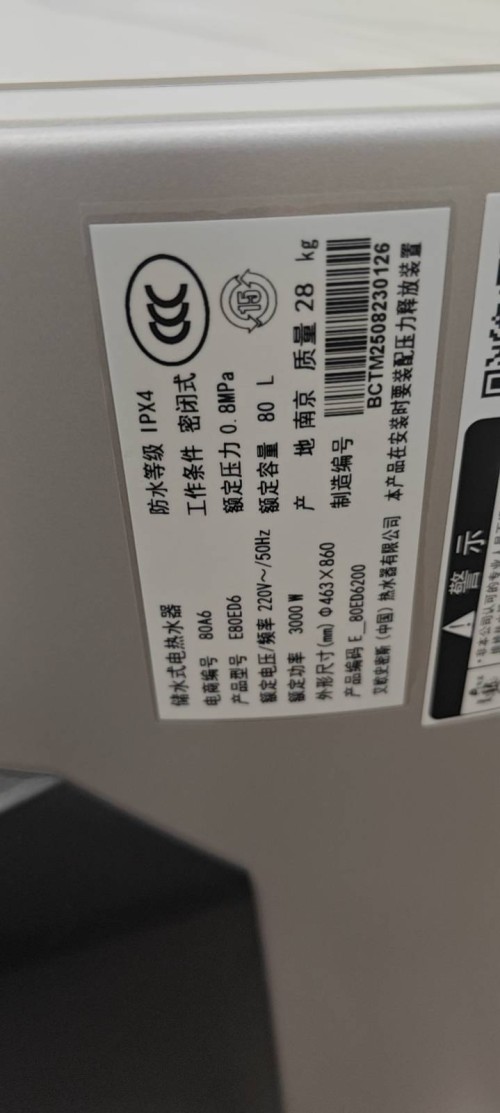 储水式电热水器
电商编号 80A6
产品型号 E80ED6
额定电压/频率 220V~/50Hz
额定功率 3000 W
外形尺寸(mm) Φ463×860
产品编码 E_80ED6200
艾欧史密斯(中国)热水器有限公司
防水等级 IPX4
工作条件 密闭式
额定压力 0.8MPa
额定容量 80 L
产 地 南京 质量 28 kg
制造编号
BCTM2508230126
本产品在安装时要装配压力释放装置
CCC
15
警 示